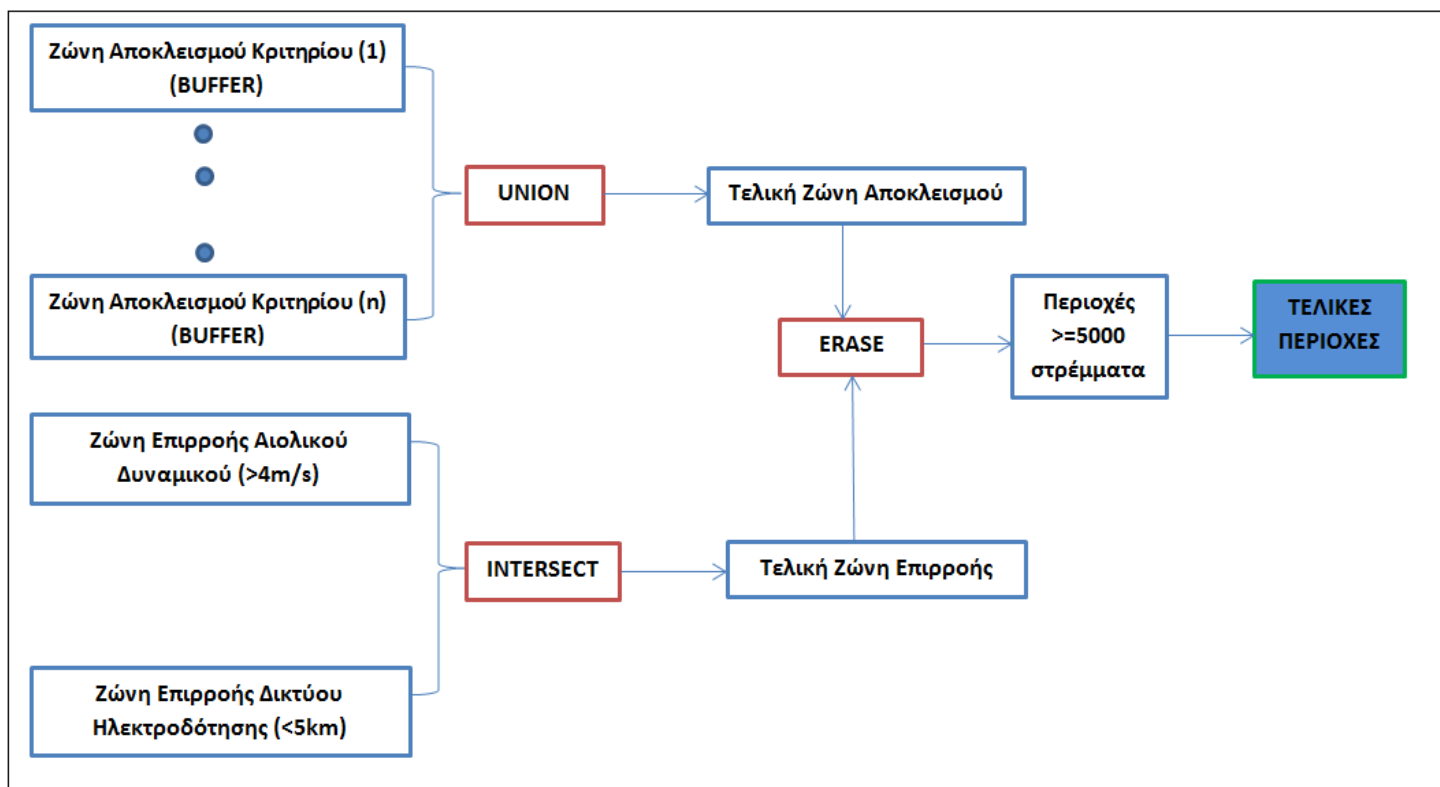 Ζώνη Αποκλεισμού Κριτηρίου (1)
(BUFFER)
Ζώνη Αποκλεισμού Κριτηρίου (n)
(BUFFER)
UNION
Τελική Ζώνη Αποκλεισμού
ERASE
Περιοχές
>=5000
στρέμματα
ΤΕΛΙΚΕΣ
ΠΕΡΙΟΧΕΣ
Ζώνη Επιρροής Αιολικού
Δυναμικού (>4m/s)
INTERSECT
Τελική Ζώνη Επιρροής
Ζώνη Επιρροής Δικτύου
Ηλεκτροδότησης (<5km)